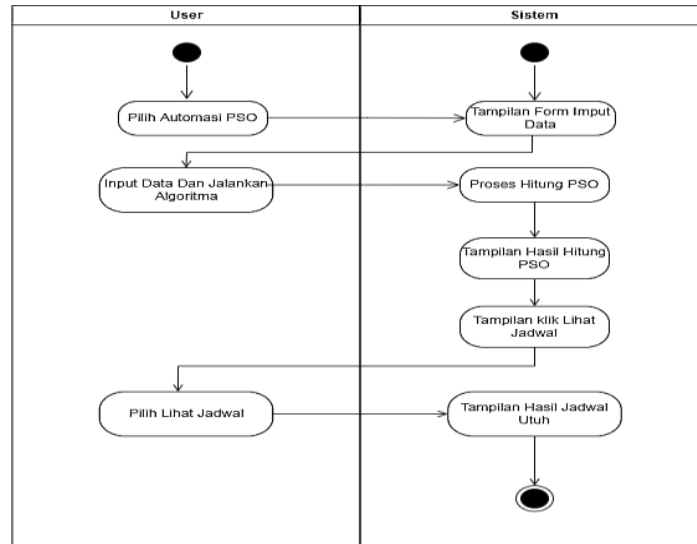 User
Sistem
Pilih Automasi PSO
Tampilan Form Imput
Data
Input Data Dan Jalankan
Algoritma
Proses Hitung PSO
Tampilan Hasil Hitung
PSO
Tampilan klik Lihat
Jadwal
Pilih Lihat Jadwal
Tampilan Hasil Jadwal
Utuh